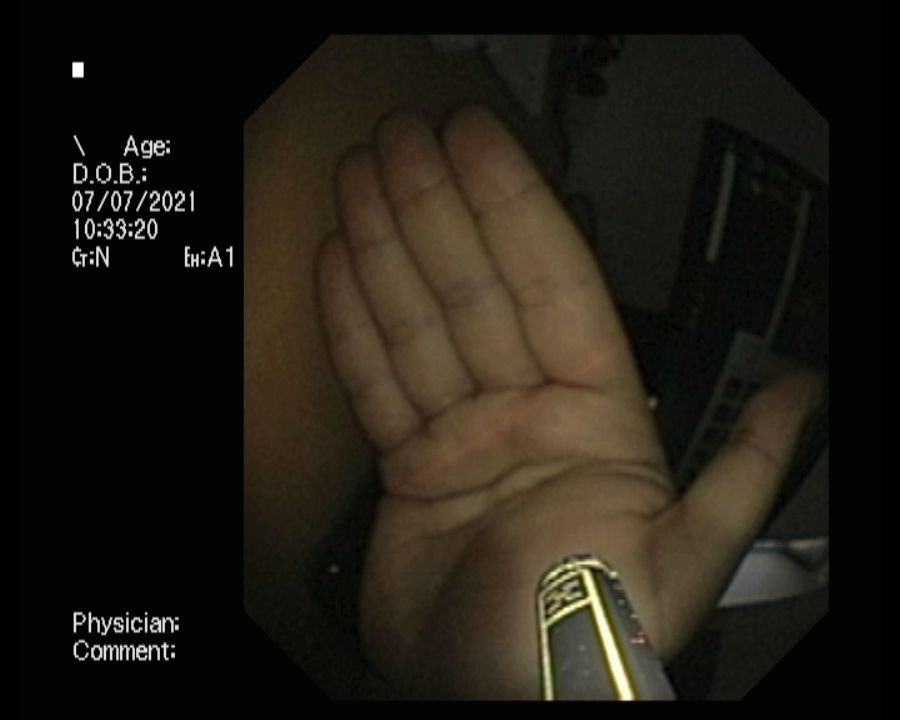 \ Age:
D.O.B.:
07/07/2021
10:33:20
Cr:N Eh:A1
Physician:
Comment: